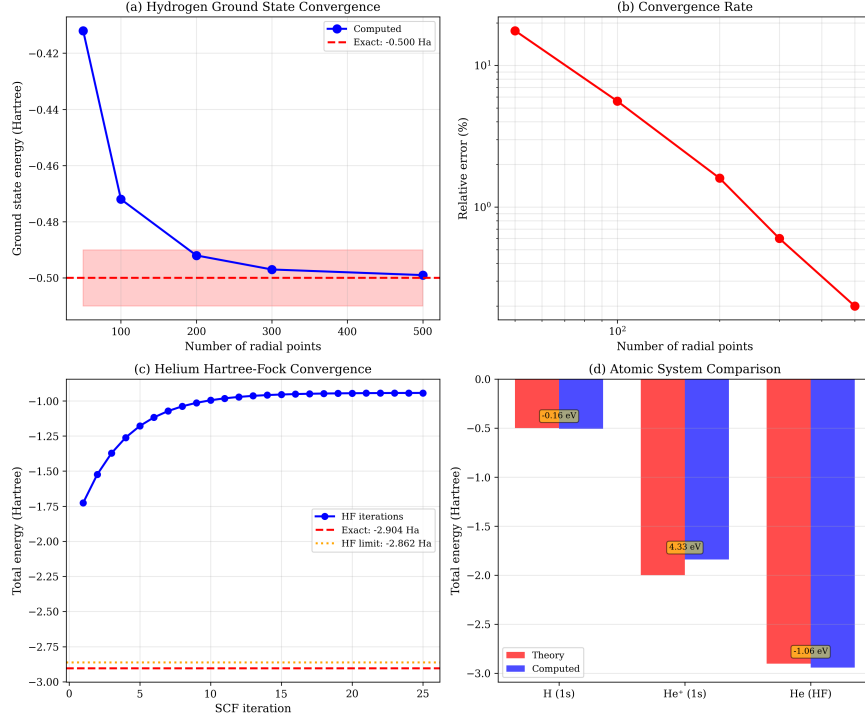 (a) Hydrogen Ground State Convergence
Ground state energy (Hartree)
−0.42
−0.44
−0.46
−0.48
−0.50
Computed
Exact: -0.500 Ha
100
200
300
400
500
Number of radial points
(b) Convergence Rate
Relative error (%)
10¹
10⁰
10²
Number of radial points
(c) Helium Hartree-Fock Convergence
Total energy (Hartree)
−1.00
−1.25
−1.50
−1.75
−2.00
−2.25
−2.50
−2.75
−3.00
HF iterations
Exact: -2.904 Ha
HF limit: -2.862 Ha
0
5
10
15
20
25
SCF iteration
(d) Atomic System Comparison
Total energy (Hartree)
0.0
−0.5
−1.0
−1.5
−2.0
−2.5
−3.0
-0.16 eV
4.33 eV
-1.06 eV
Theory
Computed
H (1s)
He⁺ (1s)
He (HF)